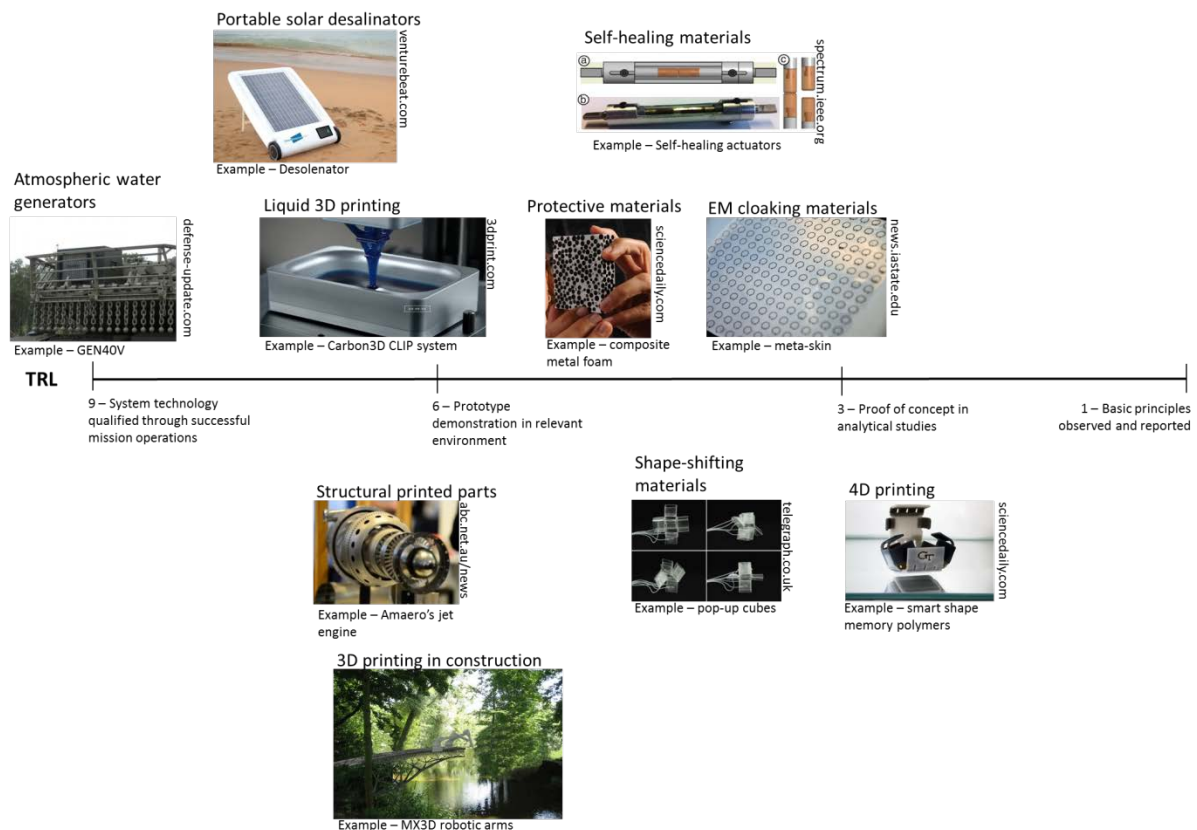 Portable solar desalinators
venturebeat.com
Example – Desolenator
Self-healing materials
a
b
c
spectrum.ieee.org
Example – Self-healing actuators
Atmospheric water
generators
defense-update.com
Example – GEN40V
Liquid 3D printing
3dprint.com
Example – Carbon3D CLIP system
Protective materials
sciencedaily.com
Example – composite
metal foam
EM cloaking materials
news.iastate.edu
Example – meta-skin
TRL
9 – System technology
qualified through successful
mission operations
6 – Prototype
demonstration in relevant
environment
3 – Proof of concept in
analytical studies
1 – Basic principles
observed and reported
Structural printed parts
abc.net.au/news
Example – Amaero's jet
engine
Shape-shifting
materials
telegraph.co.uk
Example – pop-up cubes
4D printing
GT
sciencedaily.com
Example – smart shape
memory polymers
3D printing in construction
Example – MX3D robotic arms